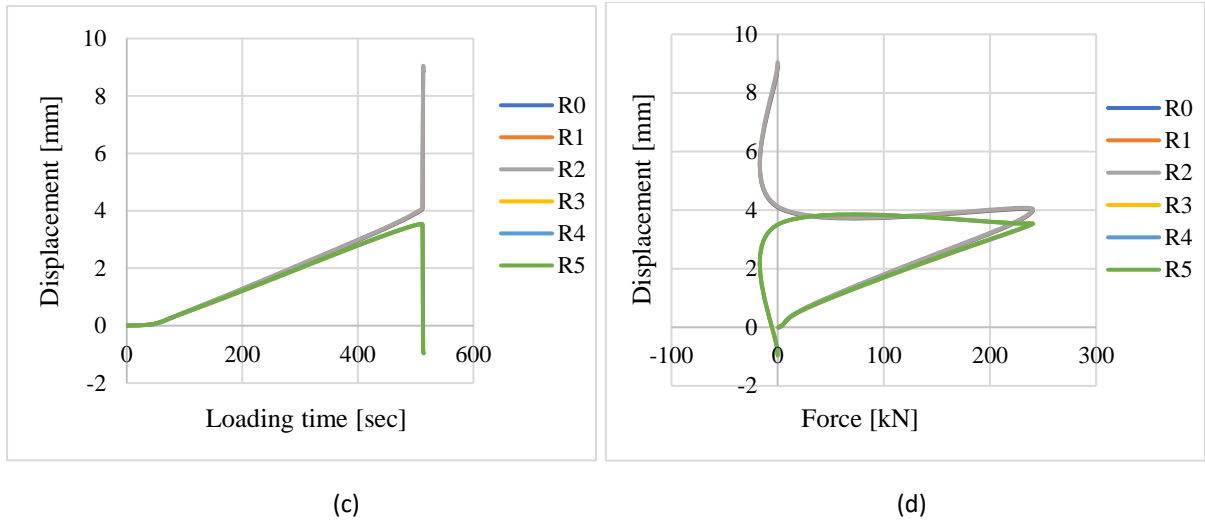 10
8
6
4
2
0
-2
0
200
400
600
Displacement [mm]
Loading time [sec]
R0
R1
R2
R3
R4
R5
(c)
10
8
6
4
2
0
-2
-100
0
100
200
300
Displacement [mm]
Force [kN]
R0
R1
R2
R3
R4
R5
(d)